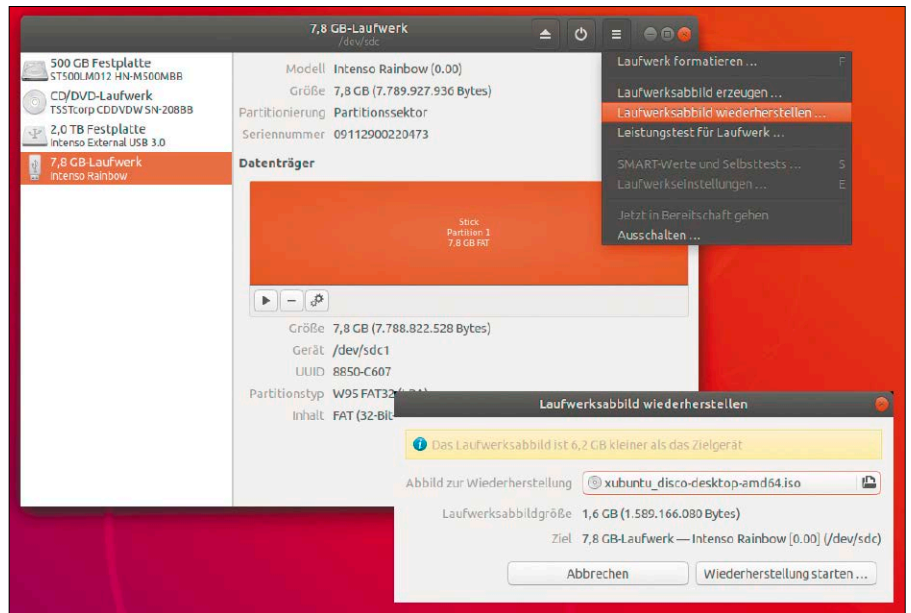 7,8 GB-Laufwerk
/dev/sdc
500 GB Festplatte
ST500LM012 HN-M500MBB
CD/DVD-Laufwerk
TSSTcorp CDDVDW SN-208BB
2,0 TB Festplatte
Intenso External USB 3.0
7,8 GB-Laufwerk
Intenso Rainbow
Modell Intenso Rainbow (0.00)
Größe 7,8 GB (7.789.927.936 Bytes)
Partitionierung Partitionssektor
Seriennummer 09112900220473
Datenträger
Stick
Partition 1
7,8 GB FAT
Größe 7,8 GB (7.788.822.528 Bytes)
Gerät /dev/sdc1
UUID 8850-C607
Partitionstyp W95 FAT32
Inhalt FAT (32-Bit-
Laufwerk formatieren ... F
Laufwerksabbild erzeugen ...
Laufwerksabbild wiederherstellen ...
Leistungstest für Laufwerk ...
SMART-Werte und Selbsttests ... S
Laufwerkseinstellungen ... E
Jetzt in Bereitschaft gehen
Ausschalten ...
Laufwerksabbild wiederherstellen
Das Laufwerksabbild ist 6,2 GB kleiner als das Zielgerät
Abbild zur Wiederherstellung xubuntu_disco-desktop-amd64.iso
Laufwerksabbildgröße 1,6 GB (1.589.166.080 Bytes)
Ziel 7,8 GB-Laufwerk — Intenso Rainbow [0.00] (/dev/sdc)
Abbrechen
Wiederherstellung starten ...